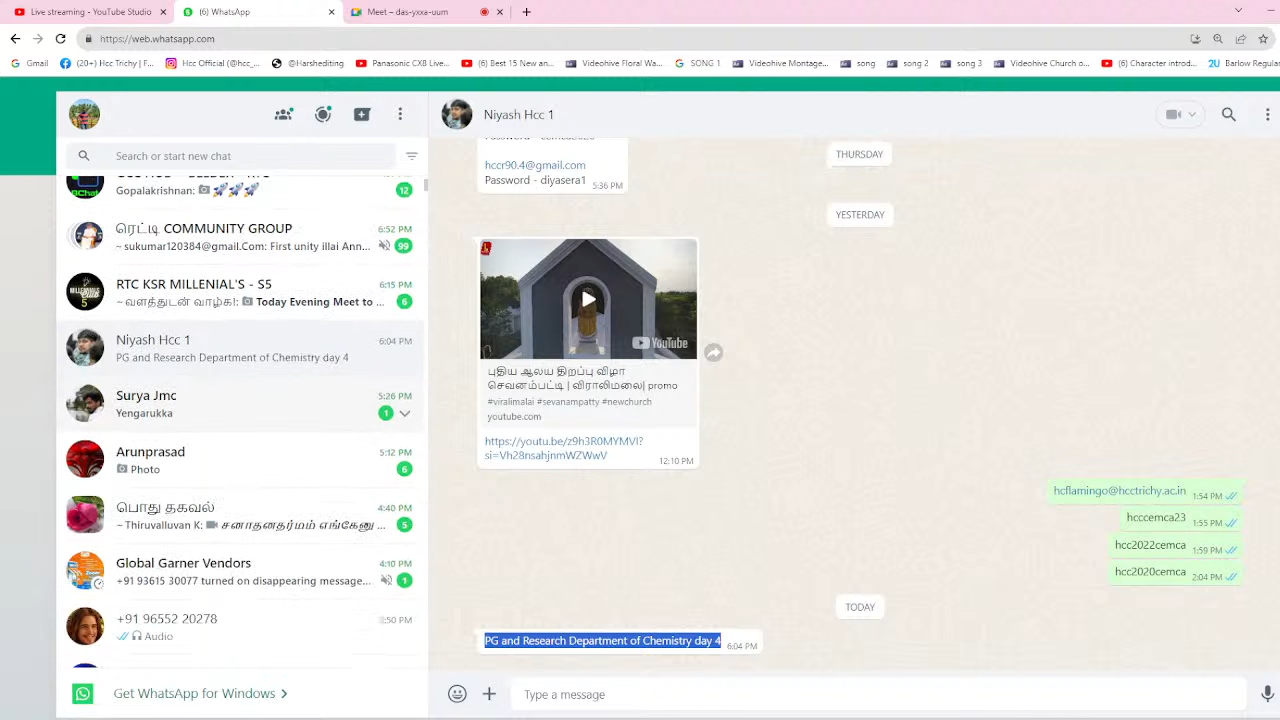 Live streaming - YouTube Studio
(6) WhatsApp
Meet – das-yxxa-uum
https://web.whatsapp.com
Gmail
(20+) Hcc Trichy | F...
Hcc Official (@hcc_...
@Harshediting
Panasonic CX8 Live...
(6) Best 15 New an...
Videohive Floral Wa...
SONG 1
Videohive Montage...
song
song 2
song 3
Videohive Church o...
(6) Character introd...
2U Barlow Regular
Niyash Hcc 1
Search or start new chat
Gopalakrishnan: 📷 🚀🚀🚀
12
ரெட்டி COMMUNITY GROUP
6:52 PM
~ sukumar120384@gmail.Com: First unity illai Ann...
99
RTC KSR MILLENIAL'S - S5
6:15 PM
~வளத்துடன் வாழ்க!: Today Evening Meet to ...
6
Niyash Hcc 1
6:04 PM
PG and Research Department of Chemistry day 4
Surya Jmc
5:26 PM
Yengarukka
1
Arunprasad
5:12 PM
Photo
6
பொது தகவல்
4:40 PM
~ Thiruvalluvan K: சனாதனதர்மம் எங்கேனு ...
5
Global Garner Vendors
4:10 PM
+91 93615 30077 turned on disappearing message...
1
+91 96552 20278
3:50 PM
Audio
Get WhatsApp for Windows
hccr90.4@gmail.com
Password - diyasera1
5:36 PM
THURSDAY
YESTERDAY
YouTube
புதிய ஆலய திறப்பு விழா
செவனம்பட்டி | விராலிமலை| promo
#viralimalai #sevanampatty #newchurch
youtube.com
https://youtu.be/z9h3R0MYMVI?
si=Vh28nsahjnmWZWwV
12:10 PM
hcflamingo@hcctrichy.ac.in 1:54 PM
hcccemca23 1:55 PM
hcc2022cemca 1:59 PM
hcc2020cemca 2:04 PM
TODAY
PG and Research Department of Chemistry day 4 6:04 PM
Type a message